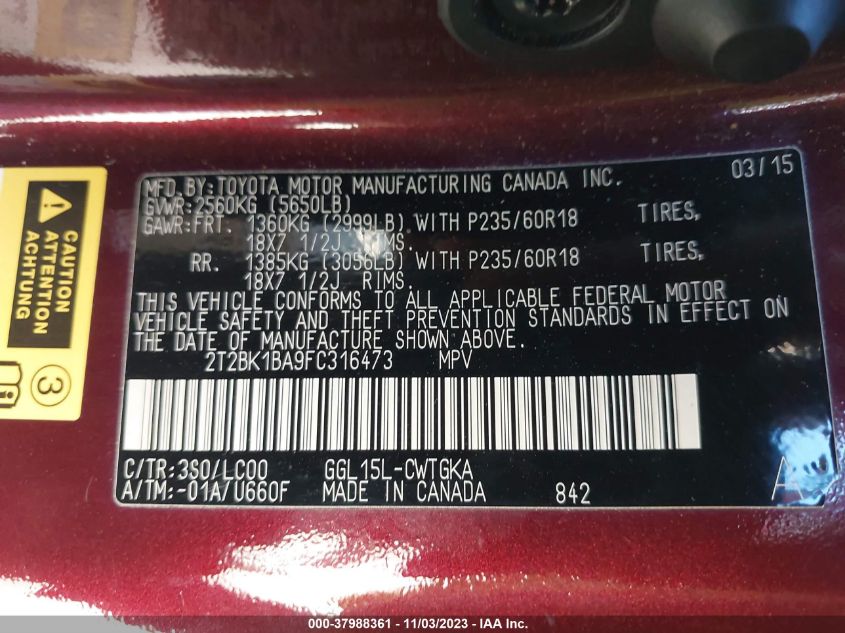 MFD. BY: TOYOTA MOTOR MANUFACTURING CANADA INC. 03/15
GVWR: 2560KG (5650LB)
GAWR: FRT. 1360KG (2999LB) WITH P235/60R18 TIRES,
18X7 1/2J RIMS.
RR. 1385KG (3056LB) WITH P235/60R18 TIRES,
18X7 1/2J RIMS.
THIS VEHICLE CONFORMS TO ALL APPLICABLE FEDERAL MOTOR
VEHICLE SAFETY AND THEFT PREVENTION STANDARDS IN EFFECT ON
THE DATE OF MANUFACTURE SHOWN ABOVE.
2T2BK1BA9FC316473 MPV
C/TR: 3S0/LC00 GGL15L-CWTGKA
A/TM: -01A/U660F MADE IN CANADA 842 A
CAUTION
ATTENTION
ACHTUNG
3
000-37988361 - 11/03/2023 - IAA Inc.